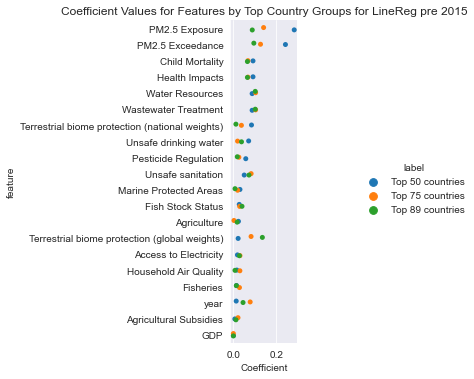 Coefficient Values for Features by Top Country Groups for LineReg pre 2015
PM2.5 Exposure
PM2.5 Exceedance
Child Mortality
Health Impacts
Water Resources
Wastewater Treatment
Terrestrial biome protection (national weights)
Unsafe drinking water
Pesticide Regulation
Unsafe sanitation
Marine Protected Areas
Fish Stock Status
Agriculture
Terrestrial biome protection (global weights)
Access to Electricity
Household Air Quality
Fisheries
year
Agricultural Subsidies
GDP
feature
0.0 0.2
Coefficient
label
Top 50 countries
Top 75 countries
Top 89 countries